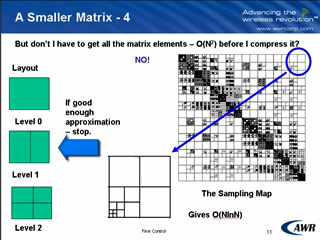 A Smaller Matrix - 4
Advancing the
wireless revolution™
www.awrcorp.com
But don't I have to get all the matrix elements – O(N²) before I compress it?
NO!
Layout
Level 0
If good
enough
approximation
– stop.
Level 1
Level 2
The Sampling Map
Gives O(NlnN)
Fine Control
11
AWR